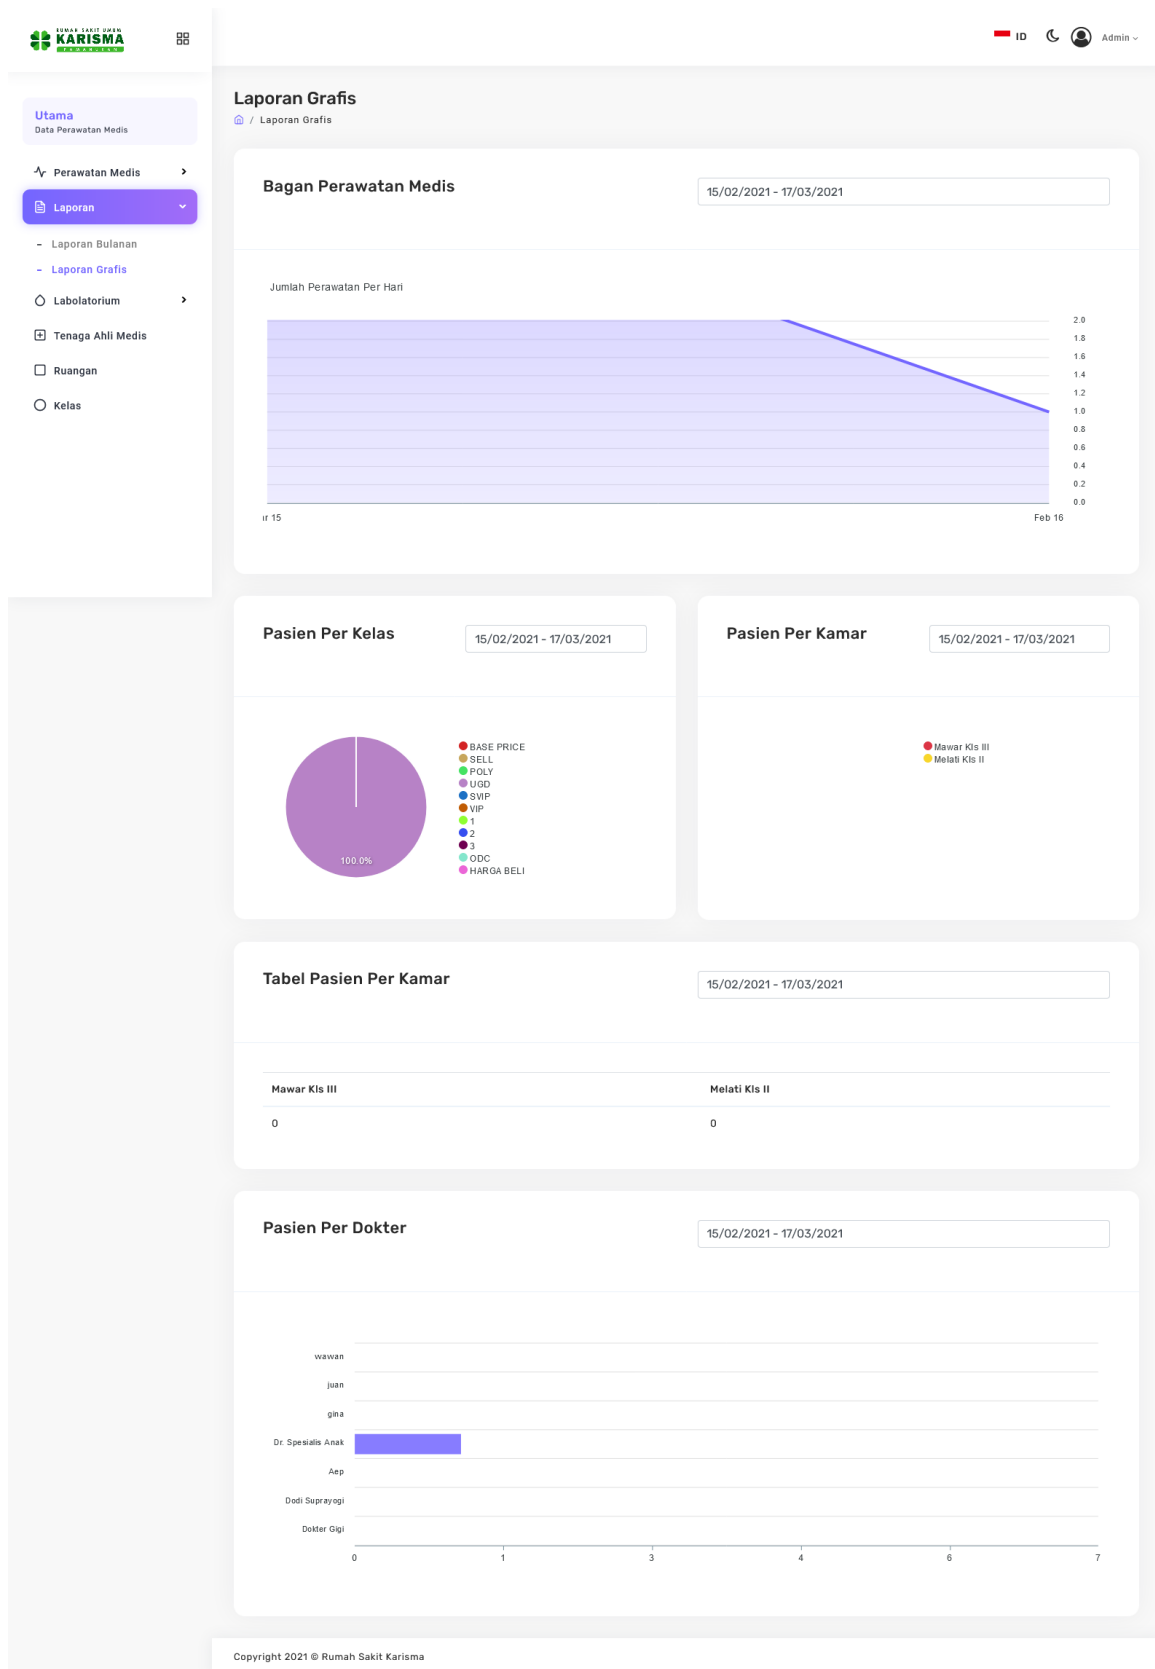 RUMAH SAKIT UMUM
KARISMA
ID
Admin
Utama
Data Perawatan Medis
Perawatan Medis
Laporan
- Laporan Bulanan
- Laporan Grafis
Labolatorium
Tenaga Ahli Medis
Ruangan
Kelas
Laporan Grafis
/ Laporan Grafis
Bagan Perawatan Medis
15/02/2021 - 17/03/2021
Jumlah Perawatan Per Hari
2.0
1.8
1.6
1.4
1.2
1.0
0.8
0.6
0.4
0.2
0.0
ar 15
Feb 16
Pasien Per Kelas
15/02/2021 - 17/03/2021
100.0%
BASE PRICE
SELL
POLY
UGD
SVIP
VIP
1
2
3
ODC
HARGA BELI
Pasien Per Kamar
15/02/2021 - 17/03/2021
Mawar Kls III
Melati Kls II
Tabel Pasien Per Kamar
15/02/2021 - 17/03/2021
Mawar Kls III Melati Kls II
0 0
Pasien Per Dokter
15/02/2021 - 17/03/2021
wawan
juan
gina
Dr. Spesialis Anak
Aep
Dodi Suprayogi
Dokter Gigi
0 1 3 4 6 7
Copyright 2021 © Rumah Sakit Karisma